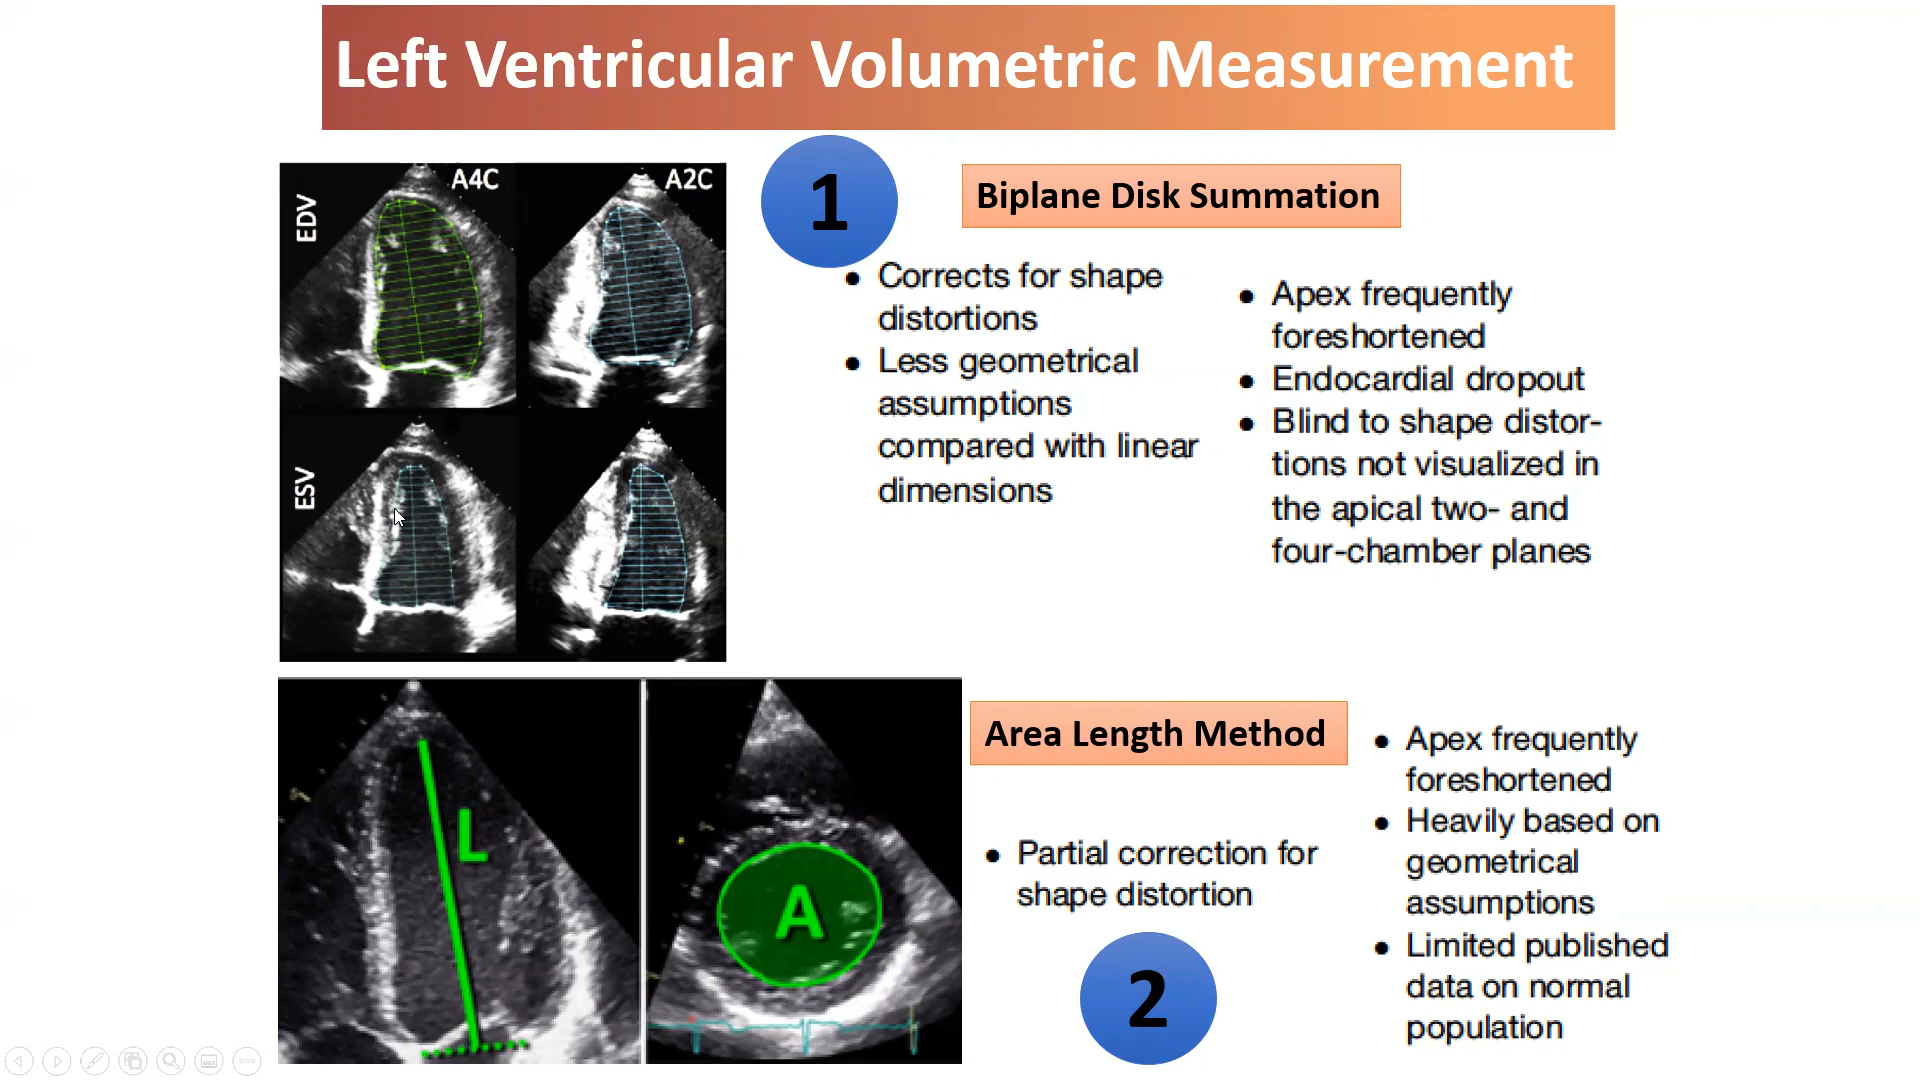 Left Ventricular Volumetric Measurement
A4C
A2C
EDV
ESV
1
Biplane Disk Summation
• Corrects for shape
distortions
• Less geometrical
assumptions
compared with linear
dimensions
• Apex frequently
foreshortened
• Endocardial dropout
• Blind to shape distor-
tions not visualized in
the apical two- and
four-chamber planes
L
A
Area Length Method
• Partial correction for
shape distortion
2
• Apex frequently
foreshortened
• Heavily based on
geometrical
assumptions
• Limited published
data on normal
population